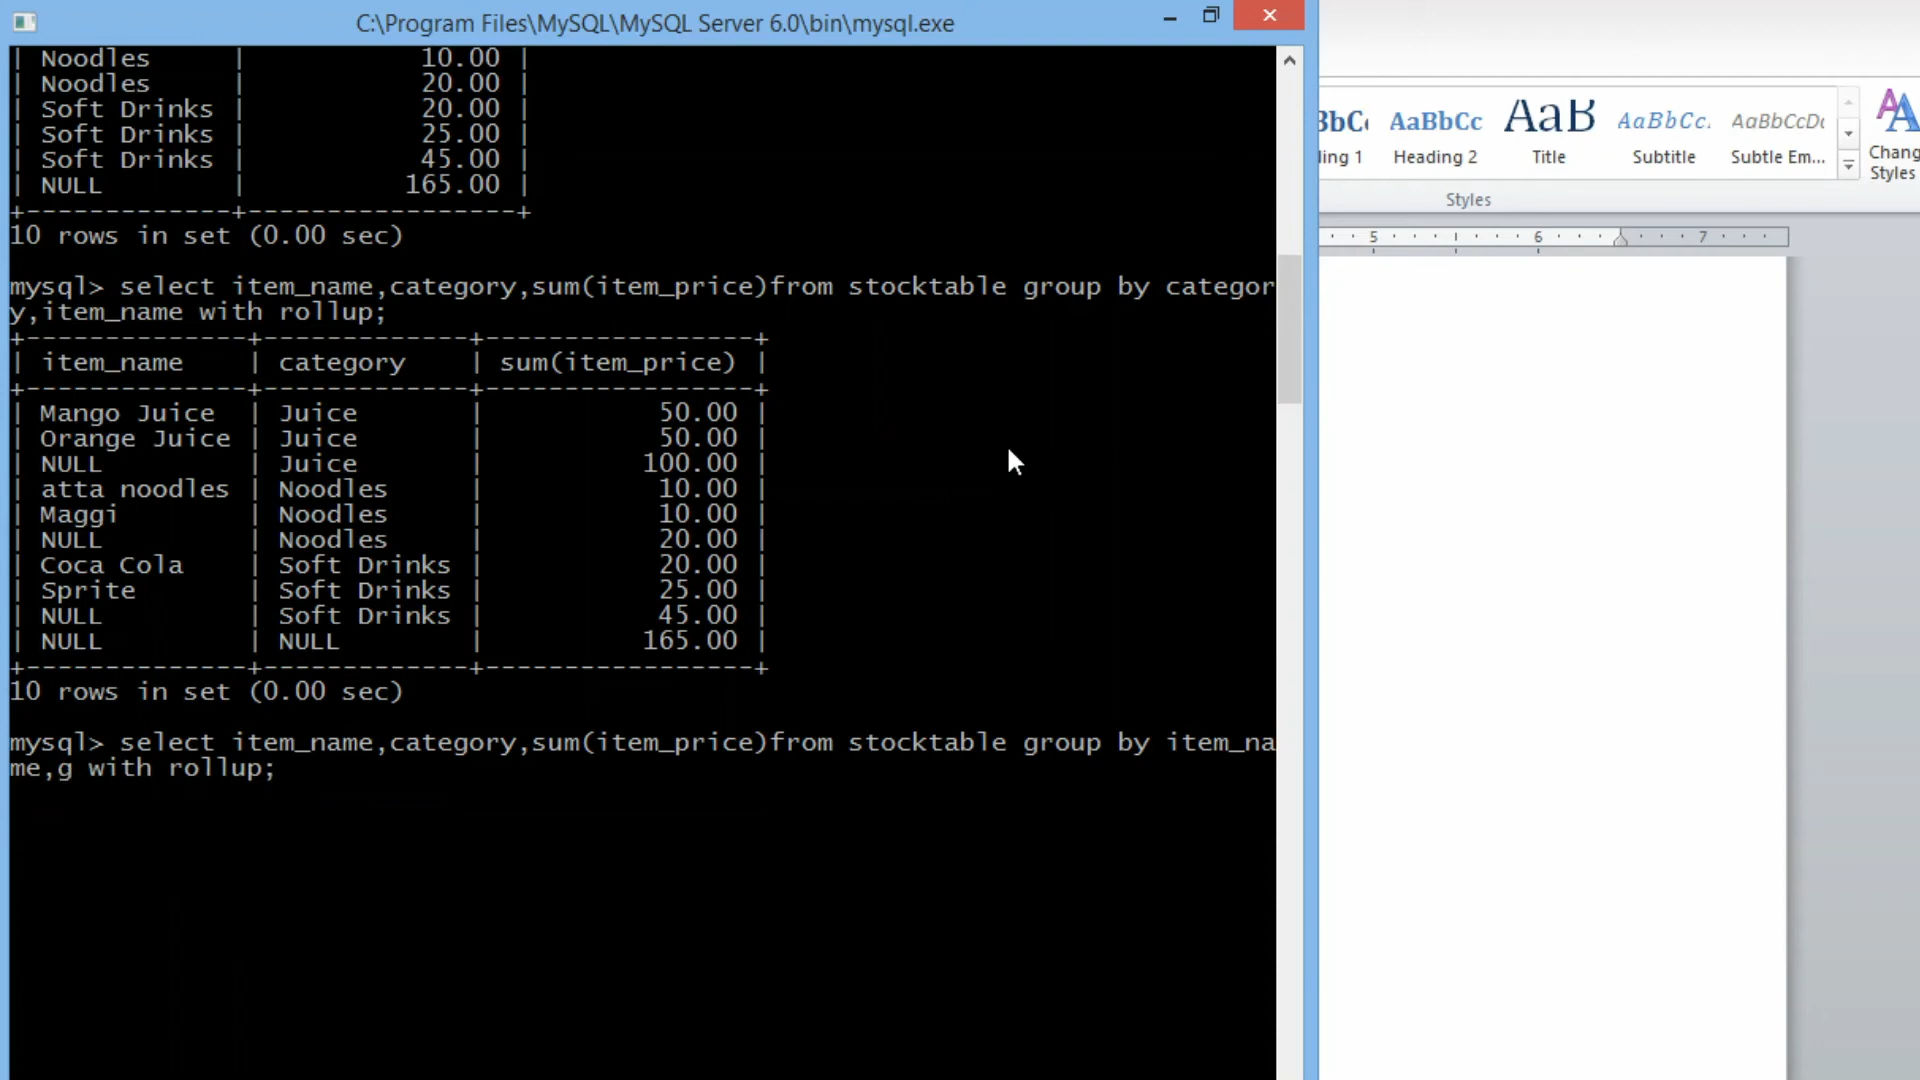 C:\Program Files\MySQL\MySQL Server 6.0\bin\mysql.exe
| Noodles     |           10.00 |
| Noodles     |           20.00 |
| Soft Drinks |           20.00 |
| Soft Drinks |           25.00 |
| Soft Drinks |           45.00 |
| NULL        |          165.00 |
+-------------+-----------------+
10 rows in set (0.00 sec)
mysql> select item_name,category,sum(item_price)from stocktable group by categor
y,item_name with rollup;
+--------------+-------------+-----------------+
| item_name    | category    | sum(item_price) |
+--------------+-------------+-----------------+
| Mango Juice  | Juice       |           50.00 |
| Orange Juice | Juice       |           50.00 |
| NULL         | Juice       |          100.00 |
| atta noodles | Noodles     |           10.00 |
| Maggi        | Noodles     |           10.00 |
| NULL         | Noodles     |           20.00 |
| Coca Cola    | Soft Drinks |           20.00 |
| Sprite       | Soft Drinks |           25.00 |
| NULL         | Soft Drinks |           45.00 |
| NULL         | NULL        |          165.00 |
+--------------+-------------+-----------------+
10 rows in set (0.00 sec)
mysql> select item_name,category,sum(item_price)from stocktable group by item_na
me,g with rollup;
AaBbCc AaB AaBbCc. AaBbCcDc
ling 1 Heading 2 Title Subtitle Subtle Em... Chang
Styles
Styles
5 6 7